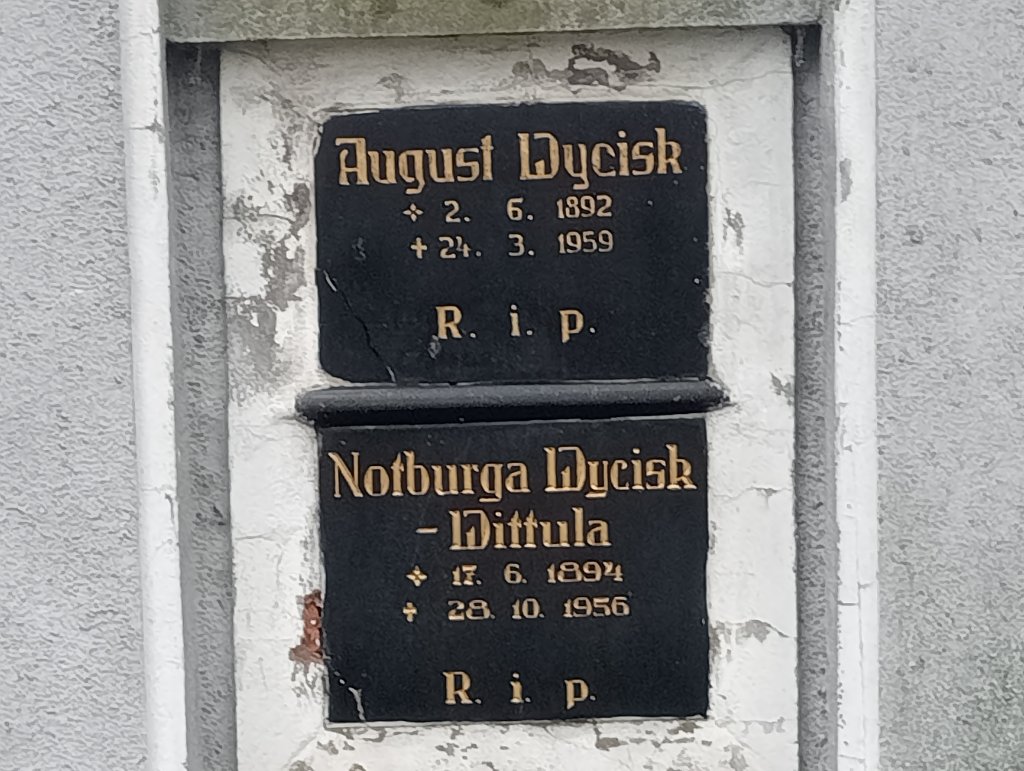 August Wycisk
✧ 2. 6. 1892
✝ 24. 3. 1959
R. i. p.
Notburga Wycisk
- Wittula
✧ 17. 6. 1894
✝ 28. 10. 1956
R. i. p.